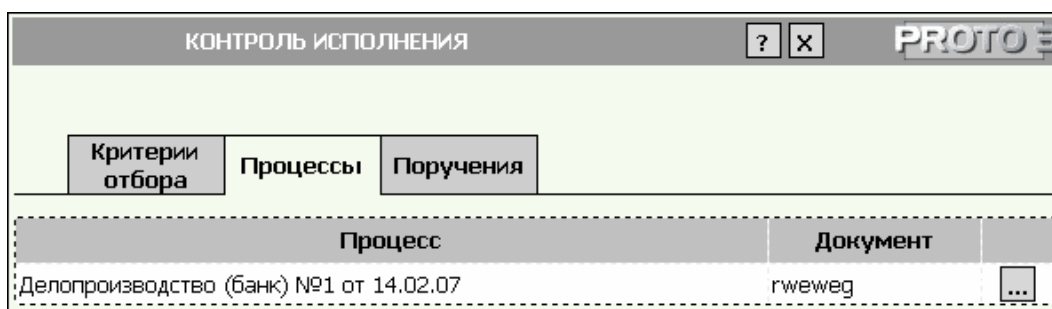 КОНТРОЛЬ ИСПОЛНЕНИЯ ? X PROTO
Критерии отбора Процессы Поручения
Процесс Документ
Делопроизводство (банк) №1 от 14.02.07 rweweg ...